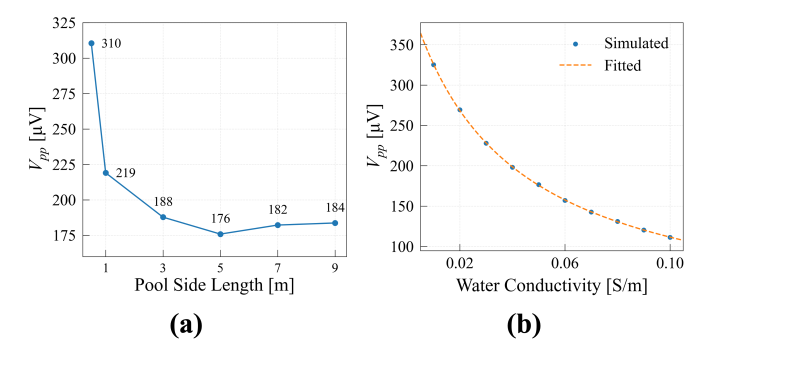 325
300
275
250
225
200
175
V_pp [µV]
310
219
188
176
182
184
1 3 5 7 9
Pool Side Length [m]
(a)
350
300
250
200
150
100
V_pp [µV]
Simulated
Fitted
0.02 0.06 0.10
Water Conductivity [S/m]
(b)